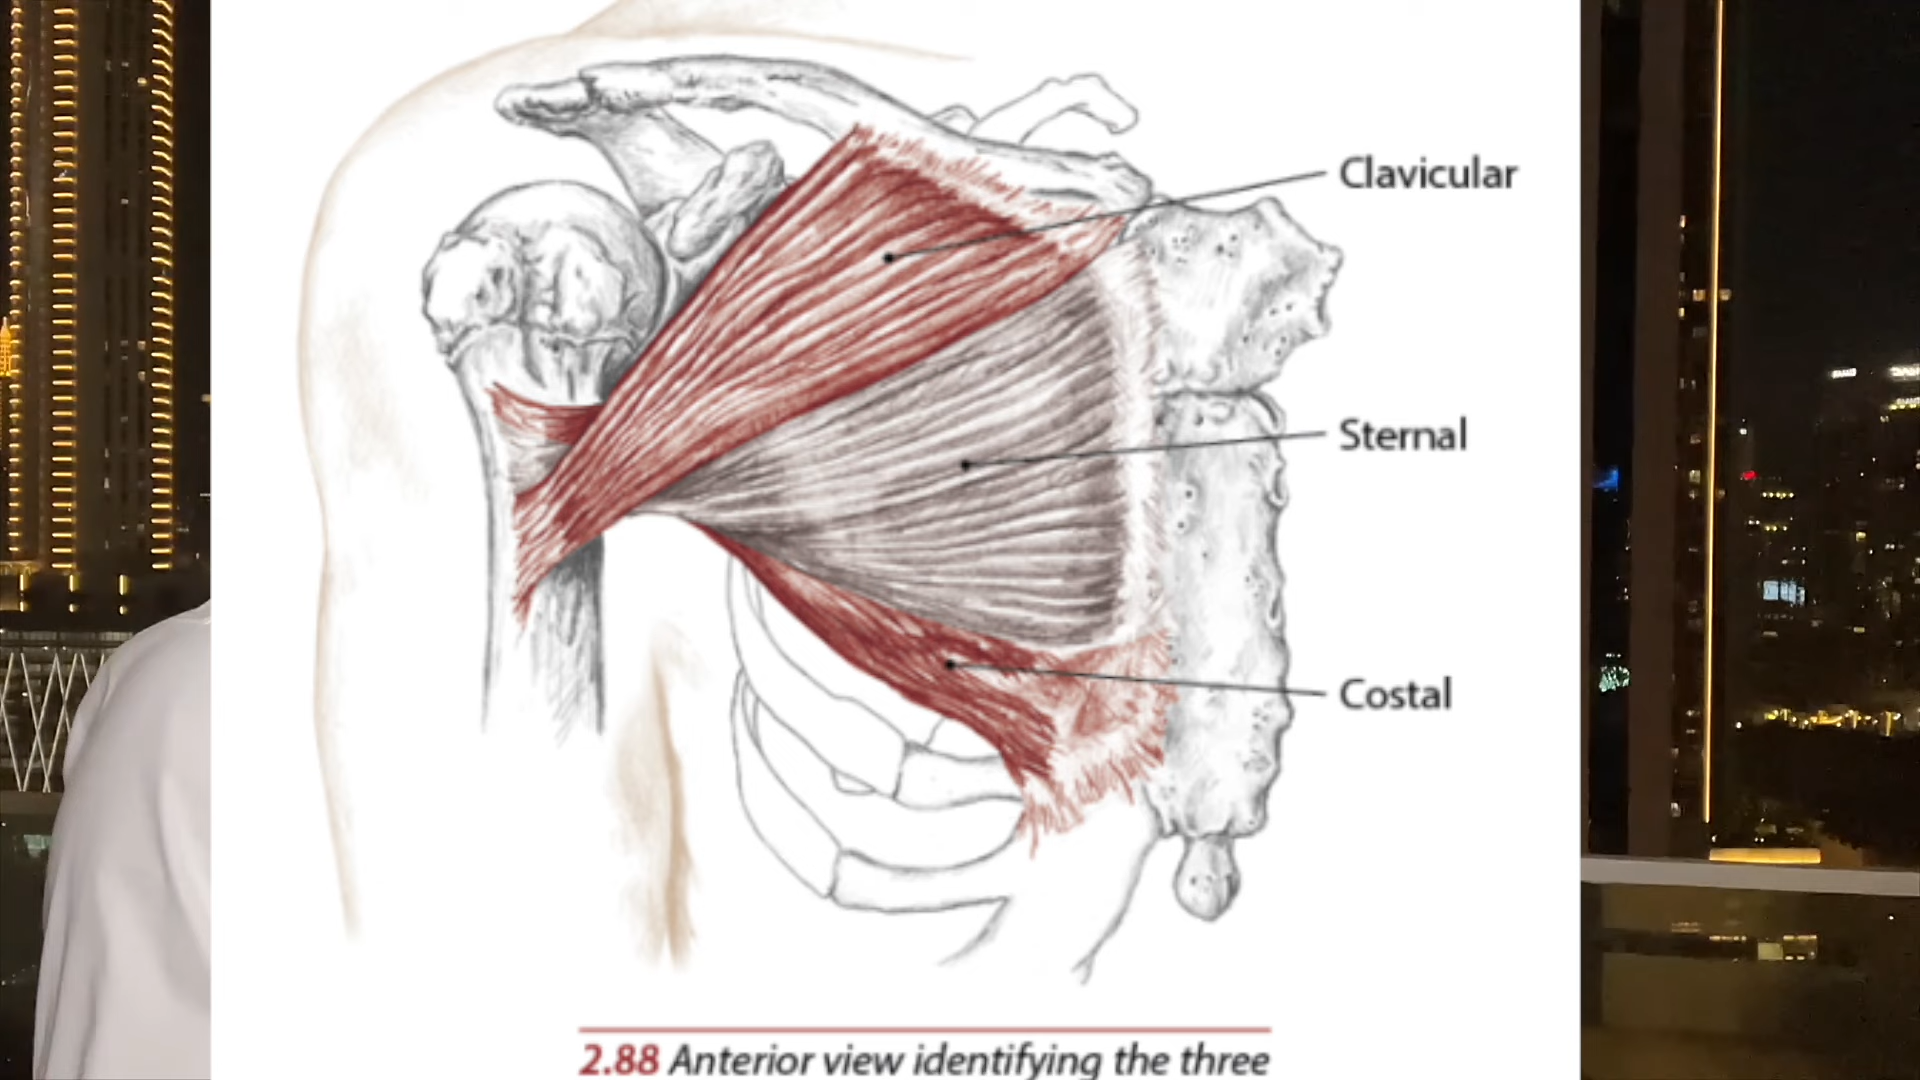 Clavicular
Sternal
Costal
2.88 Anterior view identifying the three